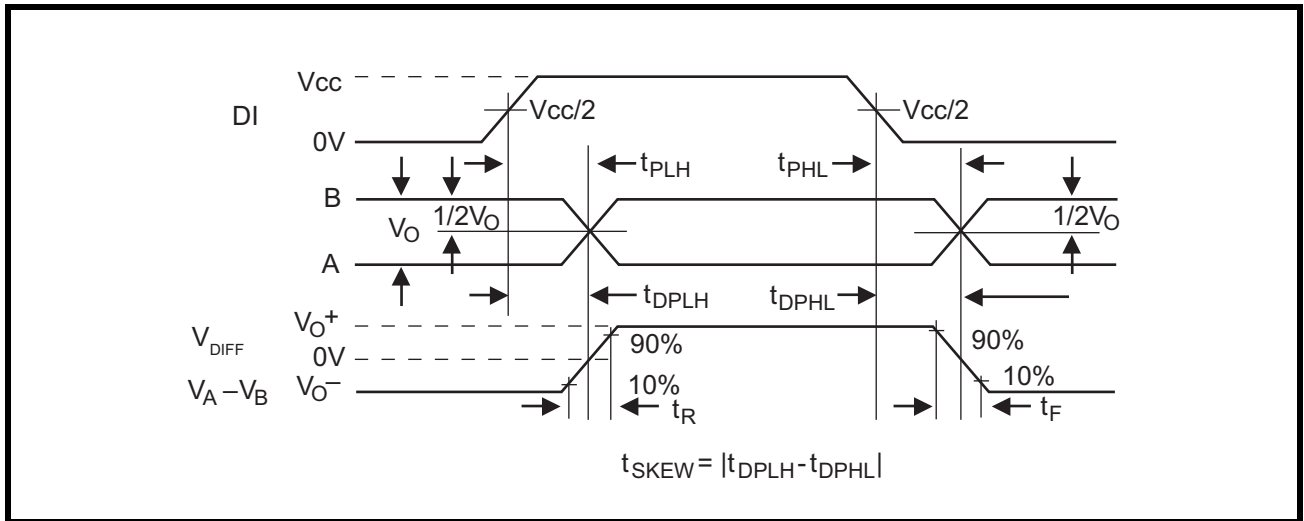 Vcc
DI
Vcc/2
Vcc/2
0V
tPLH
tPHL
B
1/2VO
1/2VO
VO
A
tDPLH
tDPHL
VO+
VDIFF
90%
90%
0V
10%
10%
VA –VB
VO–
tR
tF
tSKEW= |tDPLH-tDPHL|